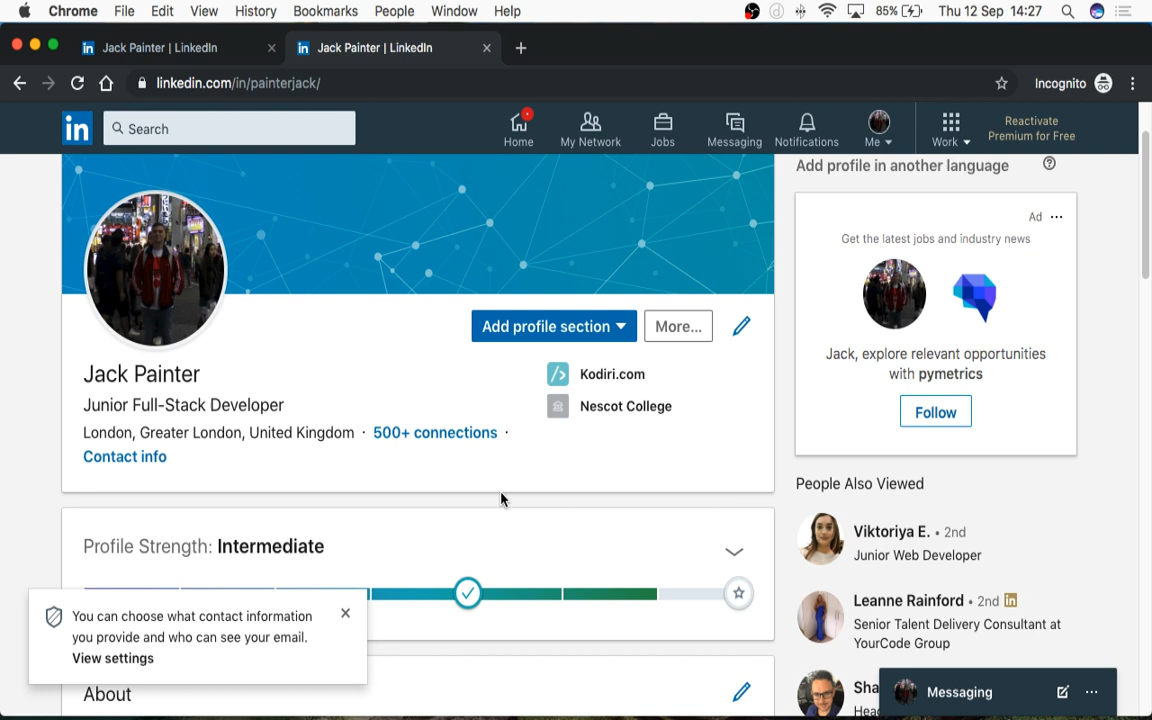 Chrome File Edit View History Bookmarks People Window Help 85% Thu 12 Sep 14:27
in Jack Painter | LinkedIn × in Jack Painter | LinkedIn × +
linkedin.com/in/painterjack/ Incognito
in Search Home My Network Jobs Messaging Notifications Me Work Reactivate
Premium for Free
Add profile in another language
Ad
Get the latest jobs and industry news
Jack, explore relevant opportunities
with pymetrics
Follow
Add profile section More...
Jack Painter
Junior Full-Stack Developer
London, Greater London, United Kingdom · 500+ connections ·
Contact info
</> Kodiri.com
Nescot College
Profile Strength: Intermediate
You can choose what contact information
you provide and who can see your email.
View settings
About
People Also Viewed
Viktoriya E. • 2nd
Junior Web Developer
Leanne Rainford • 2nd in
Senior Talent Delivery Consultant at
YourCode Group
Messaging